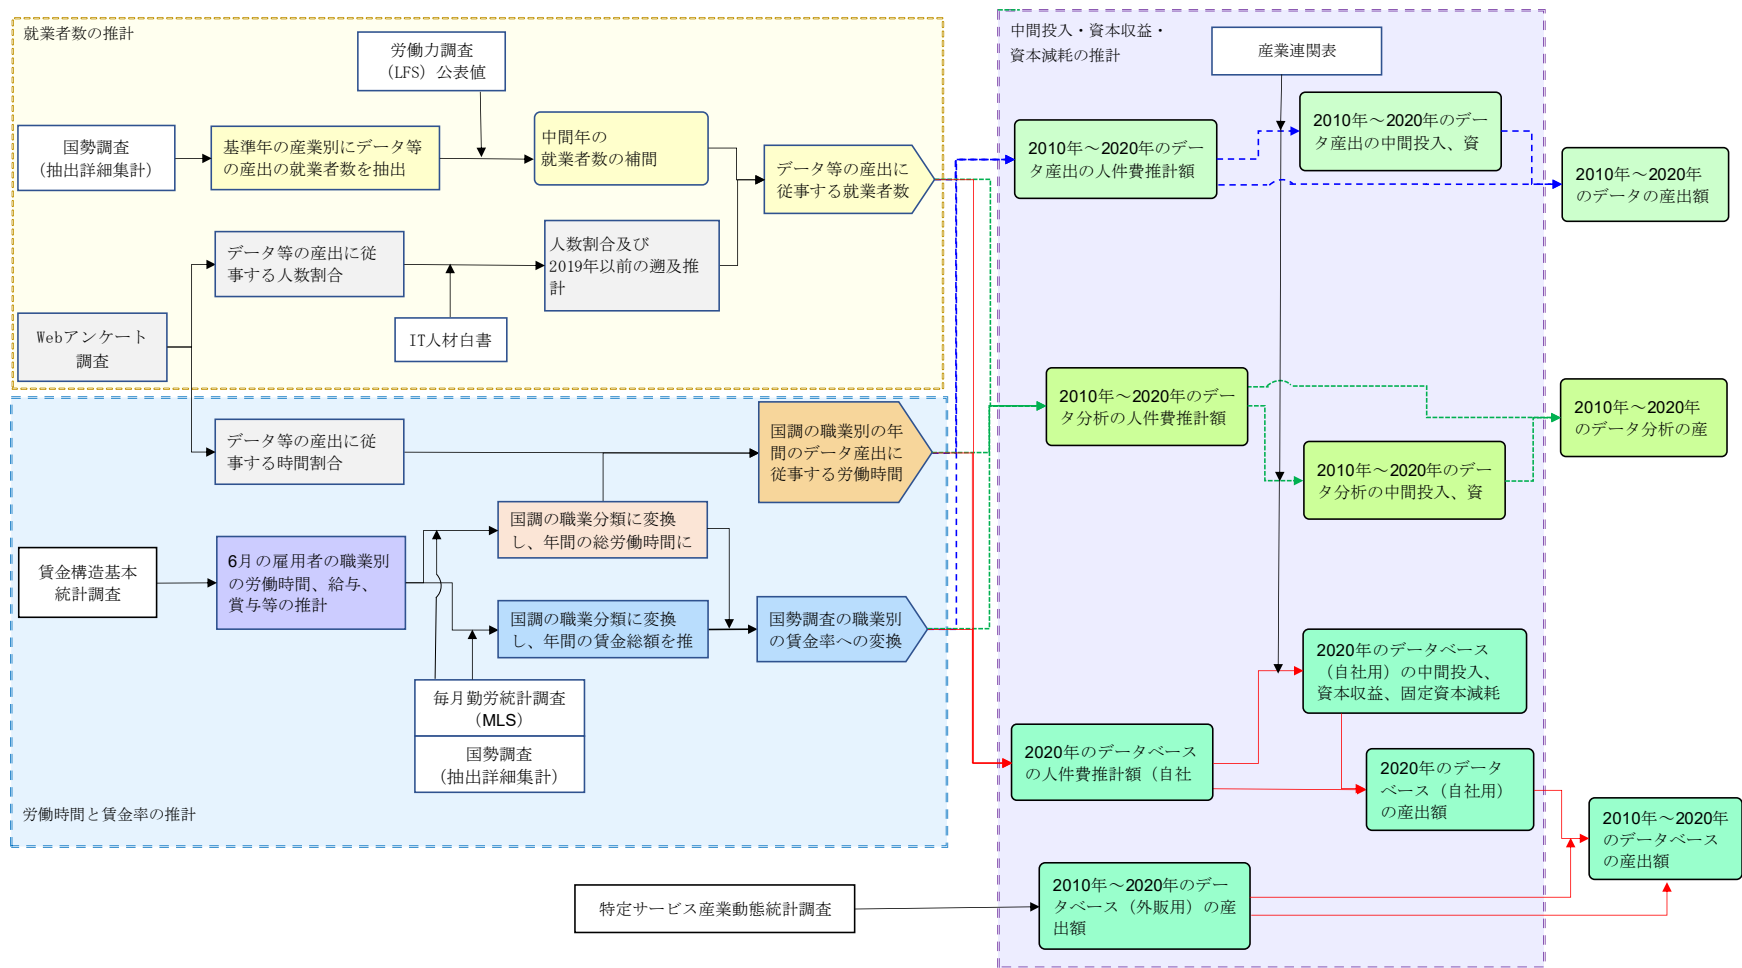 就業者数の推計
労働力調査
(LFS) 公表値
国勢調査
(抽出詳細集計)
基準年の産業別にデータ等
の産出の就業者数を抽出
中間年の
就業者数の補間
データ等の産出に
従事する就業者数
データ等の産出に従
事する人数割合
人数割合及び
2019年以前の遡及推
計
Webアンケート
調査
IT人材白書
データ等の産出に従
事する時間割合
国調の職業別の年
間のデータ産出に
従事する労働時間
国調の職業分類に変換
し、年間の総労働時間に
賃金構造基本
統計調査
6月の雇用者の職業別
の労働時間、給与、
賞与等の推計
国調の職業分類に変換
し、年間の賃金総額を推
国勢調査の職業別
の賃金率への変換
毎月勤労統計調査
(MLS)
国勢調査
(抽出詳細集計)
労働時間と賃金率の推計
特定サービス産業動態統計調査
中間投入・資本収益・
資本減耗の推計
産業連関表
2010年～2020年のデー
タ産出の人件費推計額
2010年～2020年のデー
タ産出の中間投入、資
2010年～2020年
のデータの産出額
2010年～2020年のデー
タ分析の人件費推計額
2010年～2020年のデー
タ分析の中間投入、資
2010年～2020年
のデータ分析の産
2020年のデータベース
(自社用) の中間投入、
資本収益、固定資本減耗
2020年のデータベース
の人件費推計額 (自社
2020年のデータ
ベース (自社用)
の産出額
2010年～2020年
のデータベース
の産出額
2010年～2020年のデー
タベース (外販用) の産
出額